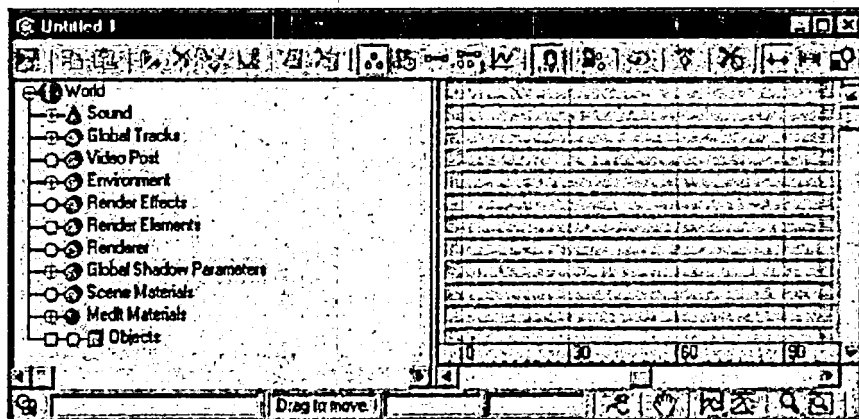 Untitled 1
World
Sound
Global Tracks
Video Post
Environment
Render Effects
Render Elements
Renderer
Global Shadow Parameters
Scene Materials
Medit Materials
Objects
0 30 60 90
Drag to move.